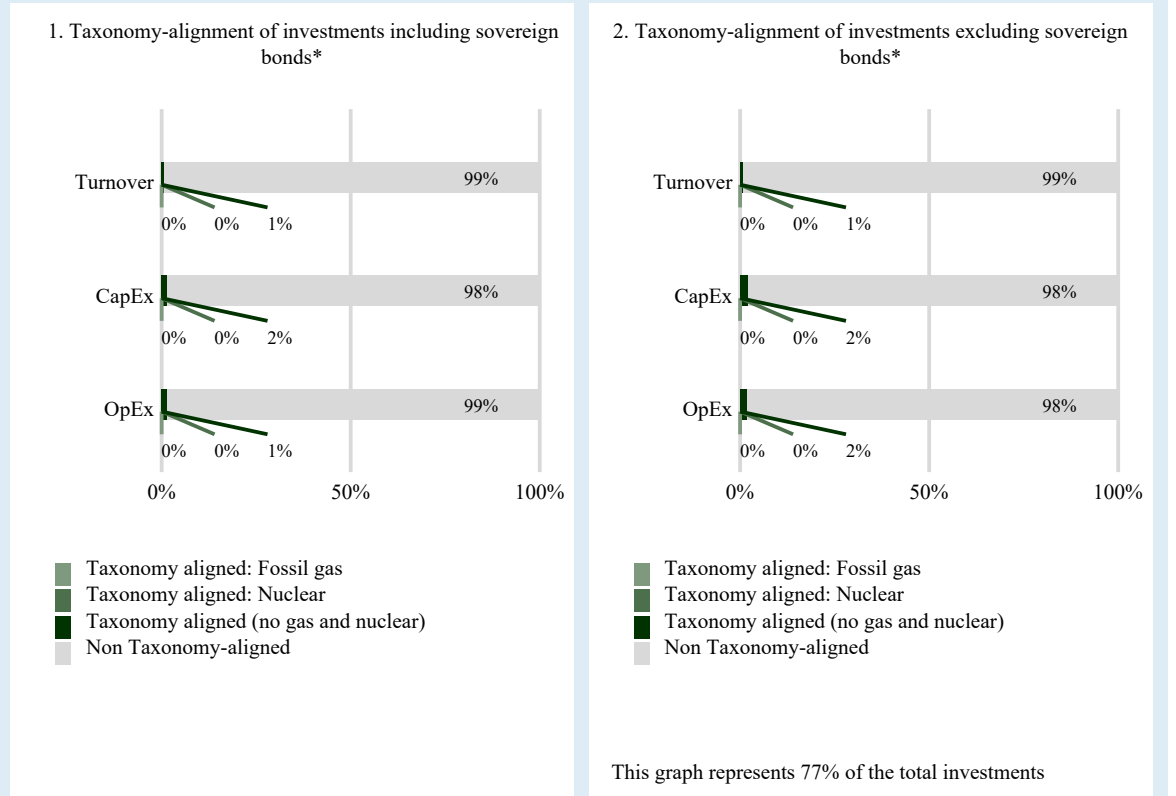 1. Taxonomy-alignment of investments including sovereign
bonds*
Turnover
99%
0% 0% 1%
CapEx
98%
0% 0% 2%
OpEx
99%
0% 0% 1%
0% 50% 100%
Taxonomy aligned: Fossil gas
Taxonomy aligned: Nuclear
Taxonomy aligned (no gas and nuclear)
Non Taxonomy-aligned
2. Taxonomy-alignment of investments excluding sovereign
bonds*
Turnover
99%
0% 0% 1%
CapEx
98%
0% 0% 2%
OpEx
98%
0% 0% 2%
0% 50% 100%
Taxonomy aligned: Fossil gas
Taxonomy aligned: Nuclear
Taxonomy aligned (no gas and nuclear)
Non Taxonomy-aligned
This graph represents 77% of the total investments